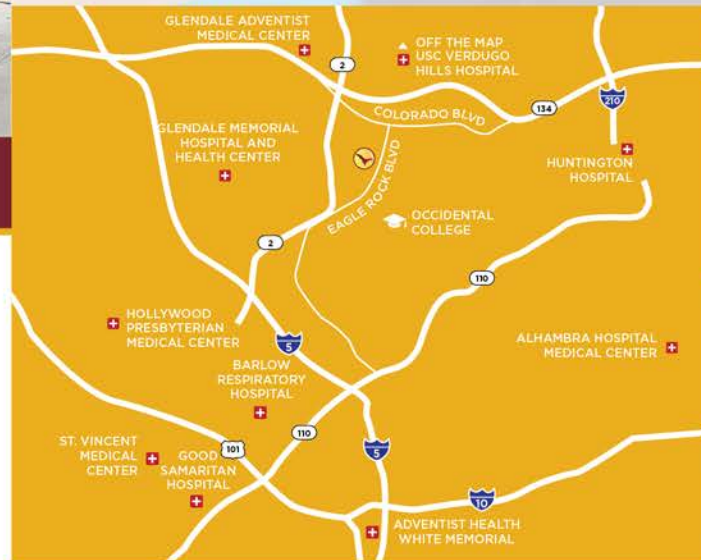 GLENDALE ADVENTIST
MEDICAL CENTER
OFF THE MAP
USC VERDUGO
HILLS HOSPITAL
2
210
134
COLORADO BLVD
GLENDALE MEMORIAL
HOSPITAL AND
HEALTH CENTER
HUNTINGTON
HOSPITAL
EAGLE ROCK BLVD
OCCIDENTAL
COLLEGE
2
110
HOLLYWOOD
PRESBYTERIAN
MEDICAL CENTER
5
ALHAMBRA HOSPITAL
MEDICAL CENTER
BARLOW
RESPIRATORY
HOSPITAL
110
101
5
ST. VINCENT
MEDICAL
CENTER
GOOD
SAMARITAN
HOSPITAL
10
ADVENTIST HEALTH
WHITE MEMORIAL